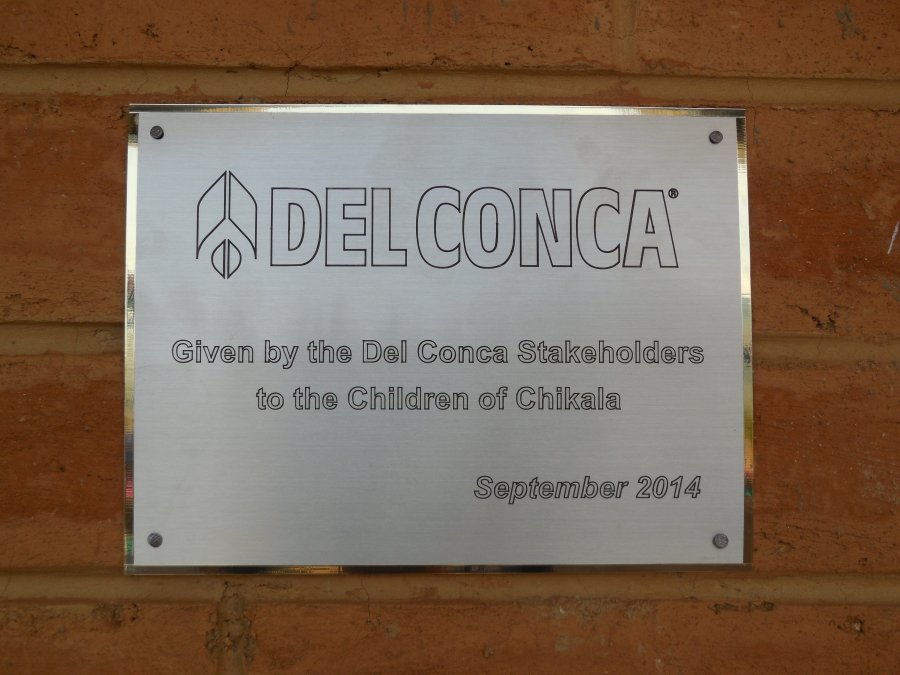 DEL CONCA®
Given by the Del Conca Stakeholders
to the Children of Chikala
September 2014